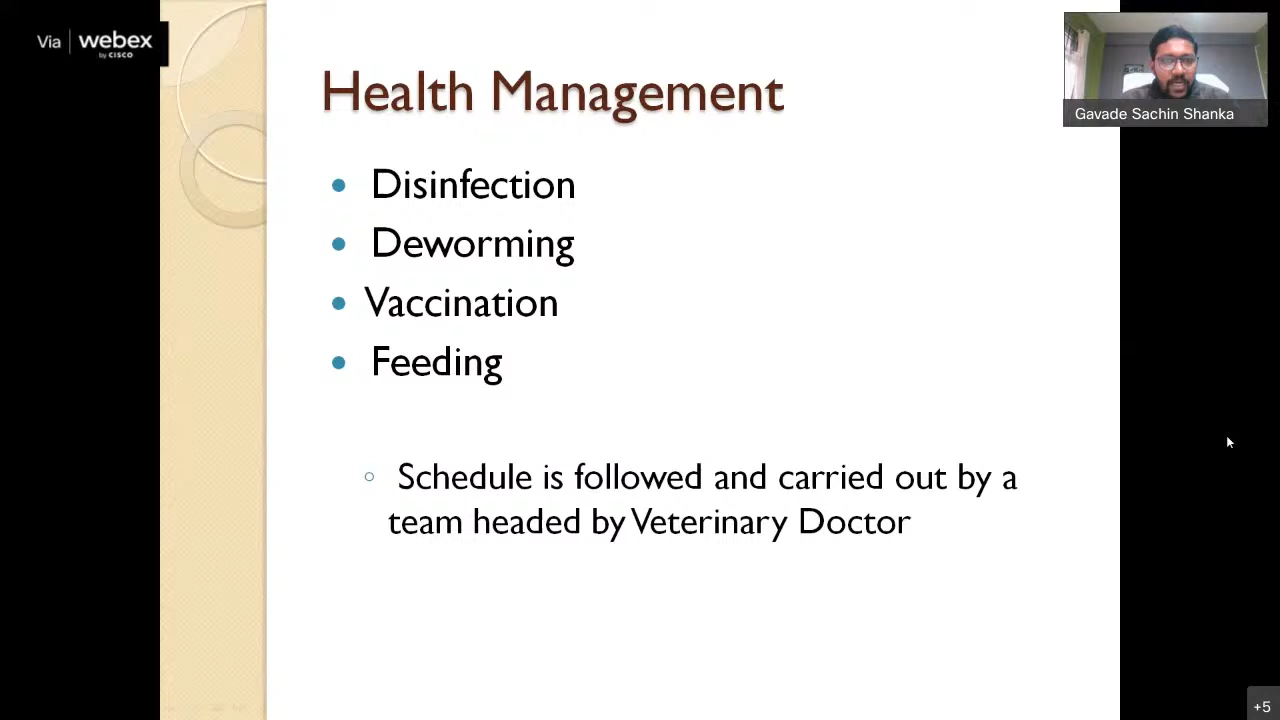 Via webex
by CISCO
Health Management
Gavade Sachin Shanka
Disinfection
Deworming
Vaccination
Feeding
Schedule is followed and carried out by a
team headed by Veterinary Doctor
+5